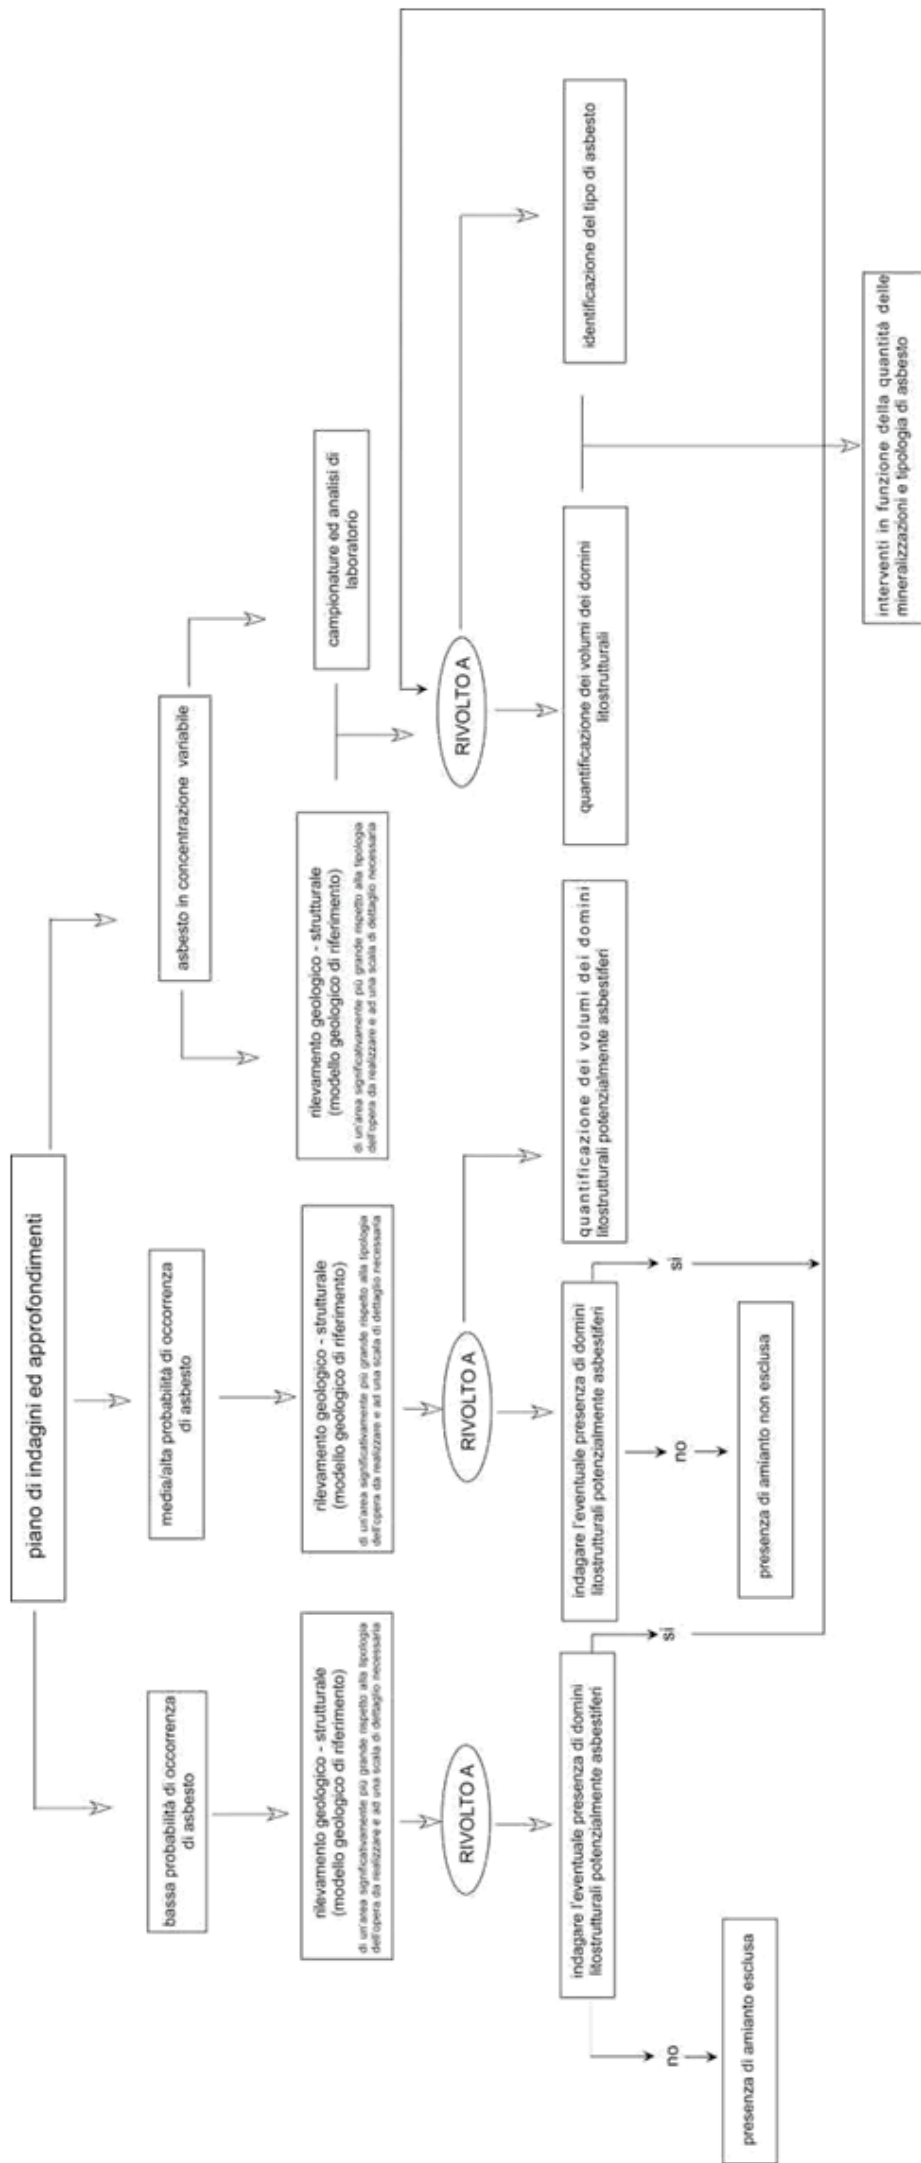 piano di indagini ed approfondimenti
bassa probabilità di occorrenza
di asbesto
media/alta probabilità di occorrenza
di asbesto
asbesto in concentrazione variabile
rilevamento geologico - strutturale
(modello geologico di riferimento)
di un'area significativamente più grande rispetto alla tipologia
dell'opera da realizzare e ad una scala di dettaglio necessaria
rilevamento geologico - strutturale
(modello geologico di riferimento)
di un'area significativamente più grande rispetto alla tipologia
dell'opera da realizzare e ad una scala di dettaglio necessaria
rilevamento geologico - strutturale
(modello geologico di riferimento)
di un'area significativamente più grande rispetto alla tipologia
dell'opera da realizzare e ad una scala di dettaglio necessaria
campionature ed analisi di
laboratorio
RIVOLTO A
RIVOLTO A
RIVOLTO A
indagare l'eventuale presenza di domini
litostrutturali potenzialmente asbestiferi
indagare l'eventuale presenza di domini
litostrutturali potenzialmente asbestiferi
quantificazione dei volumi dei domini
litostrutturali potenzialmente asbestiferi
quantificazione dei volumi dei domini
litostrutturali
identificazione del tipo di asbesto
no
si
no
si
presenza di amianto esclusa
presenza di amianto non esclusa
interventi in funzione della quantità delle
mineralizzazioni e tipologia di asbesto